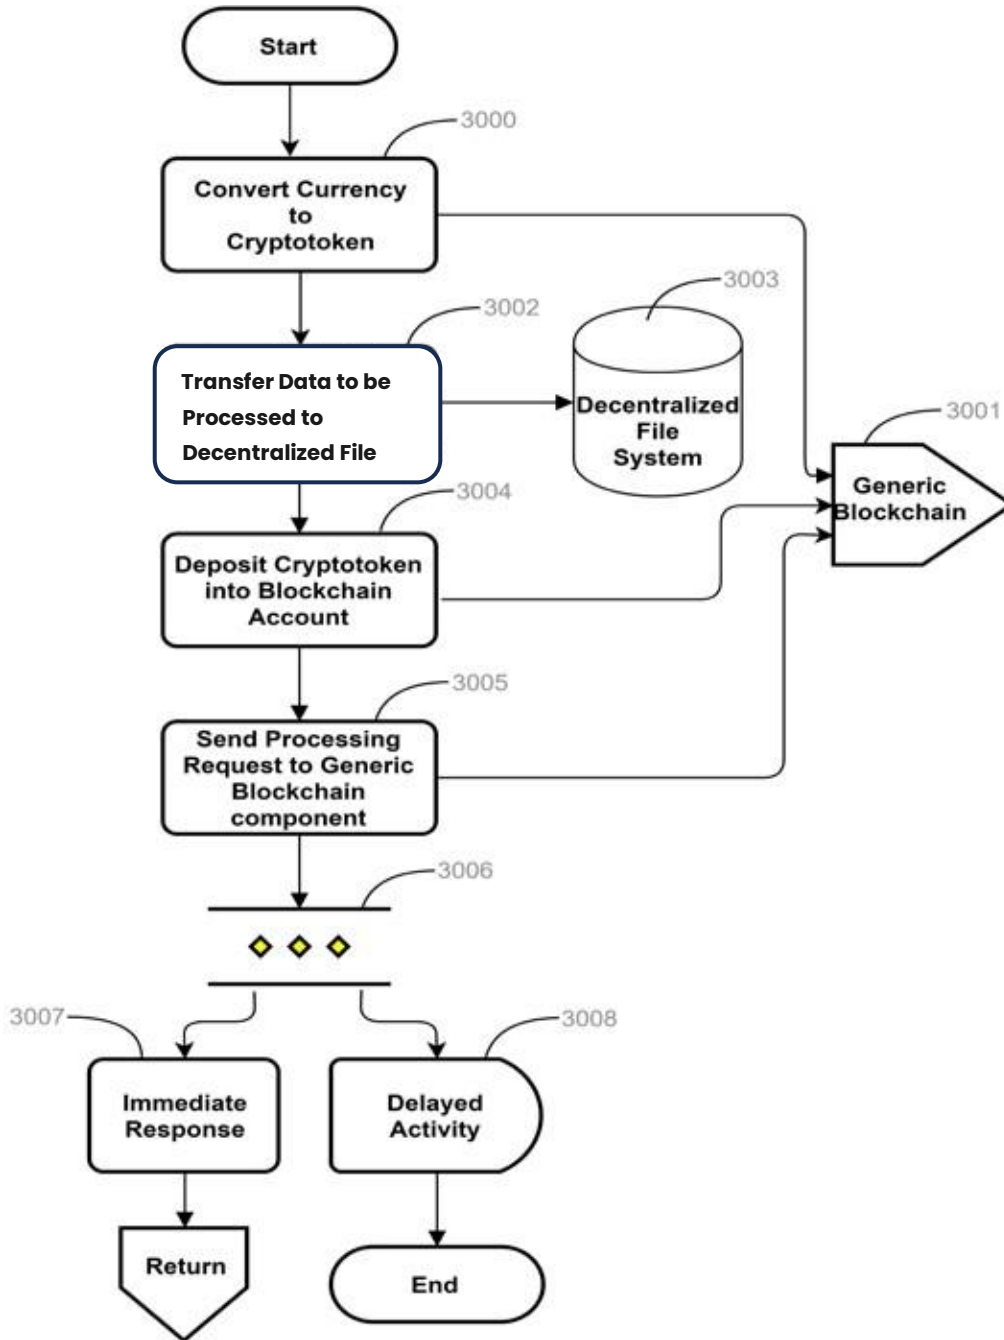 Start
3000
Convert Currency
to
Cryptotoken
3002
3003
Transfer Data to be
Processed to
Decentralized File
Decentralized
File
System
3001
Generic
Blockchain
3004
Deposit Cryptotoken
into Blockchain
Account
3005
Send Processing
Request to Generic
Blockchain
component
3006
3007
3008
Immediate
Response
Delayed
Activity
Return
End